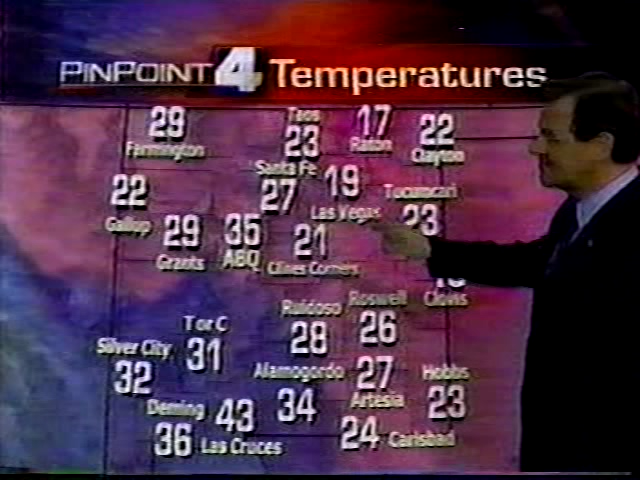 PINPOINT 4 Temperatures
29
Farmington
Taos
23
17
Raton
22
Clayton
Santa Fe
27
19
Las Vegas
Tucumcari
23
22
Gallup
29
Grants
35
ABQ
21
Clines Corners
Clovis
Ruidoso
28
Roswell
26
T or C
31
Silver City
32
Alamogordo
34
27
Artesia
Hobbs
23
Deming
36
43
Las Cruces
24
Carlsbad